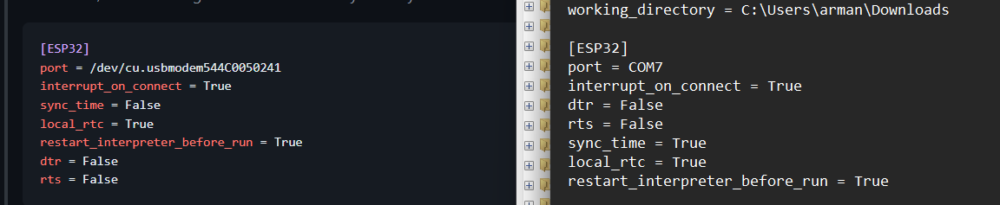 [ESP32]
port = /dev/cu.usbmodem544C0050241
interrupt_on_connect = True
sync_time = False
local_rtc = True
restart_interpreter_before_run = True
dtr = False
rts = False
working_directory = C:\Users\arman\Downloads
[ESP32]
port = COM7
interrupt_on_connect = True
dtr = False
rts = False
sync_time = True
local_rtc = True
restart_interpreter_before_run = True